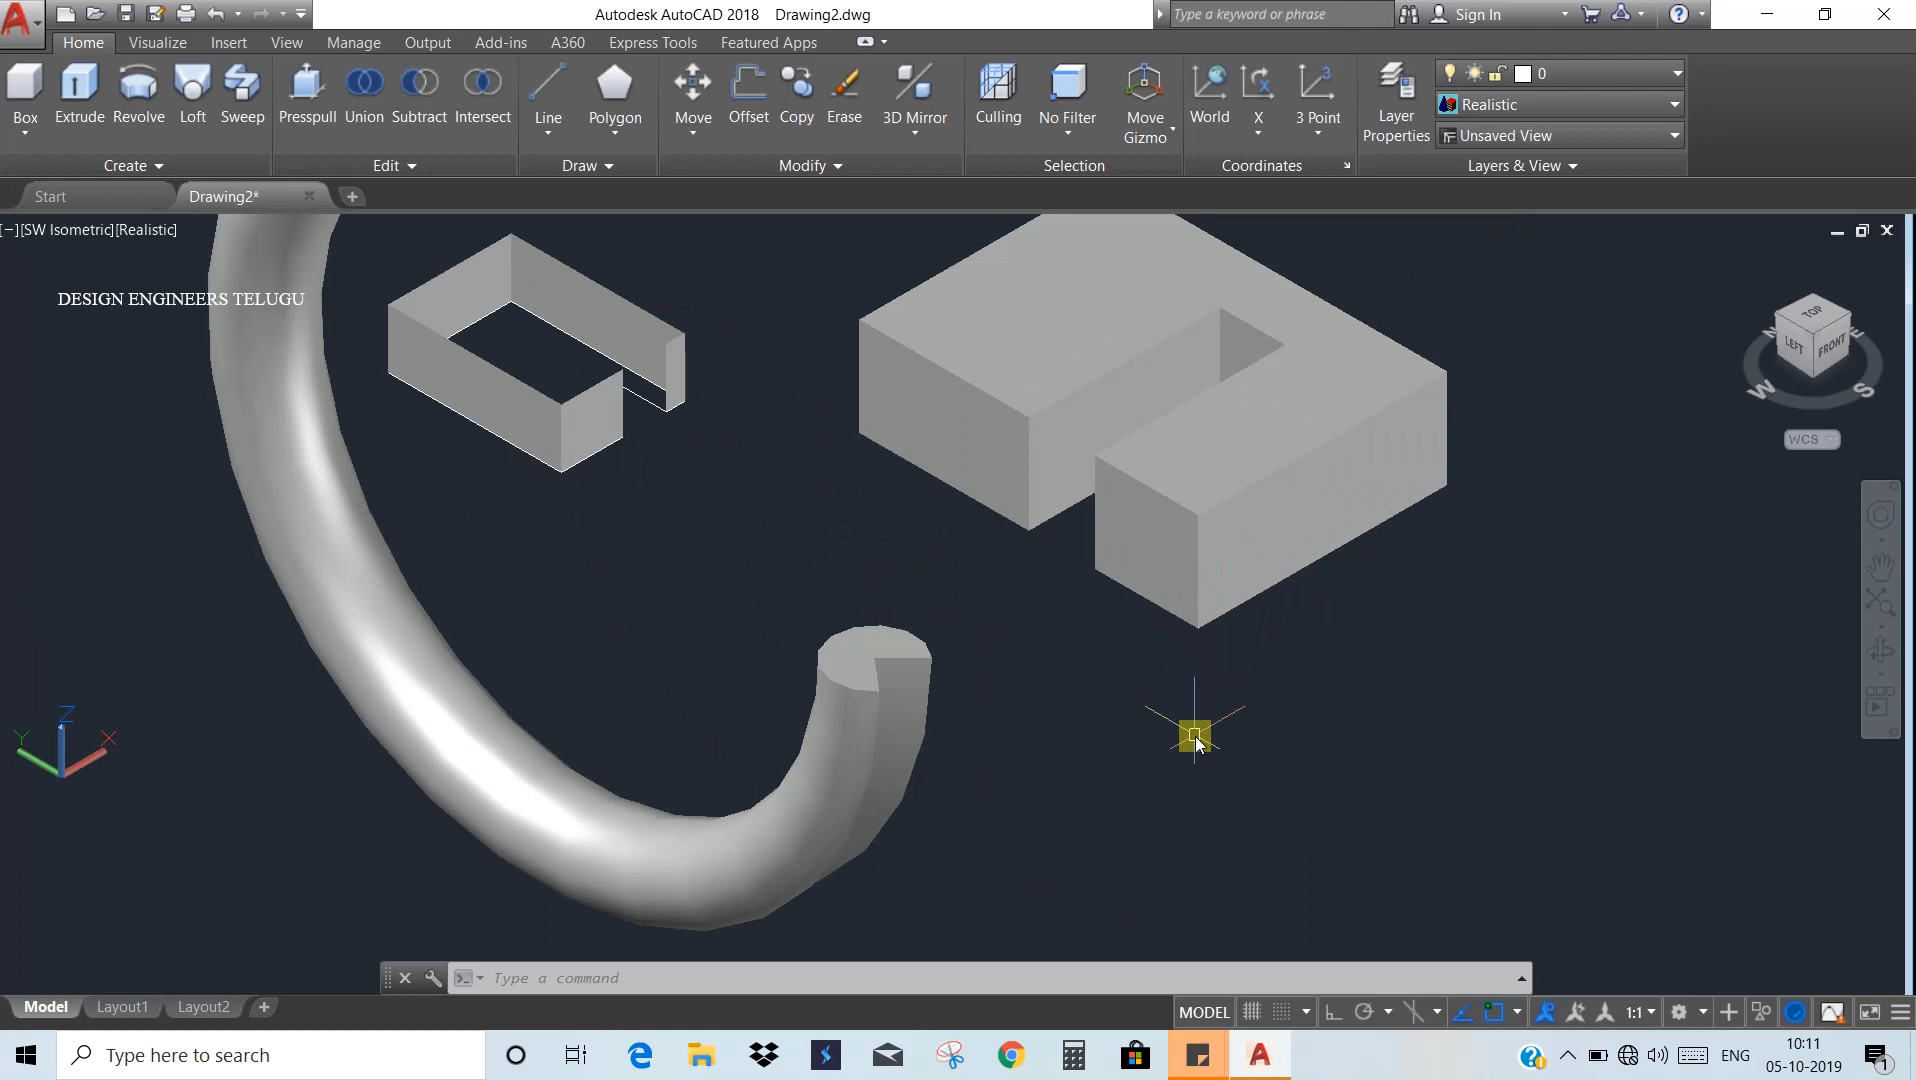 Autodesk AutoCAD 2018 Drawing2.dwg
Type a keyword or phrase
Sign In
Home Visualize Insert View Manage Output Add-ins A360 Express Tools Featured Apps
Box Extrude Revolve Loft Sweep Presspull Union Subtract Intersect Line Polygon Move Offset Copy Erase 3D Mirror Culling No Filter Move Gizmo World X 3 Point Layer Properties
0
Realistic
Unsaved View
Create Edit Draw Modify Selection Coordinates Layers & View
Start Drawing2*
[−][SW Isometric][Realistic]
DESIGN ENGINEERS TELUGU
TOP
LEFT FRONT
N E
W S
WCS
Z
Y X
Type a command
Model Layout1 Layout2
MODEL 1:1
Type here to search
ENG
10:11
05-10-2019
1